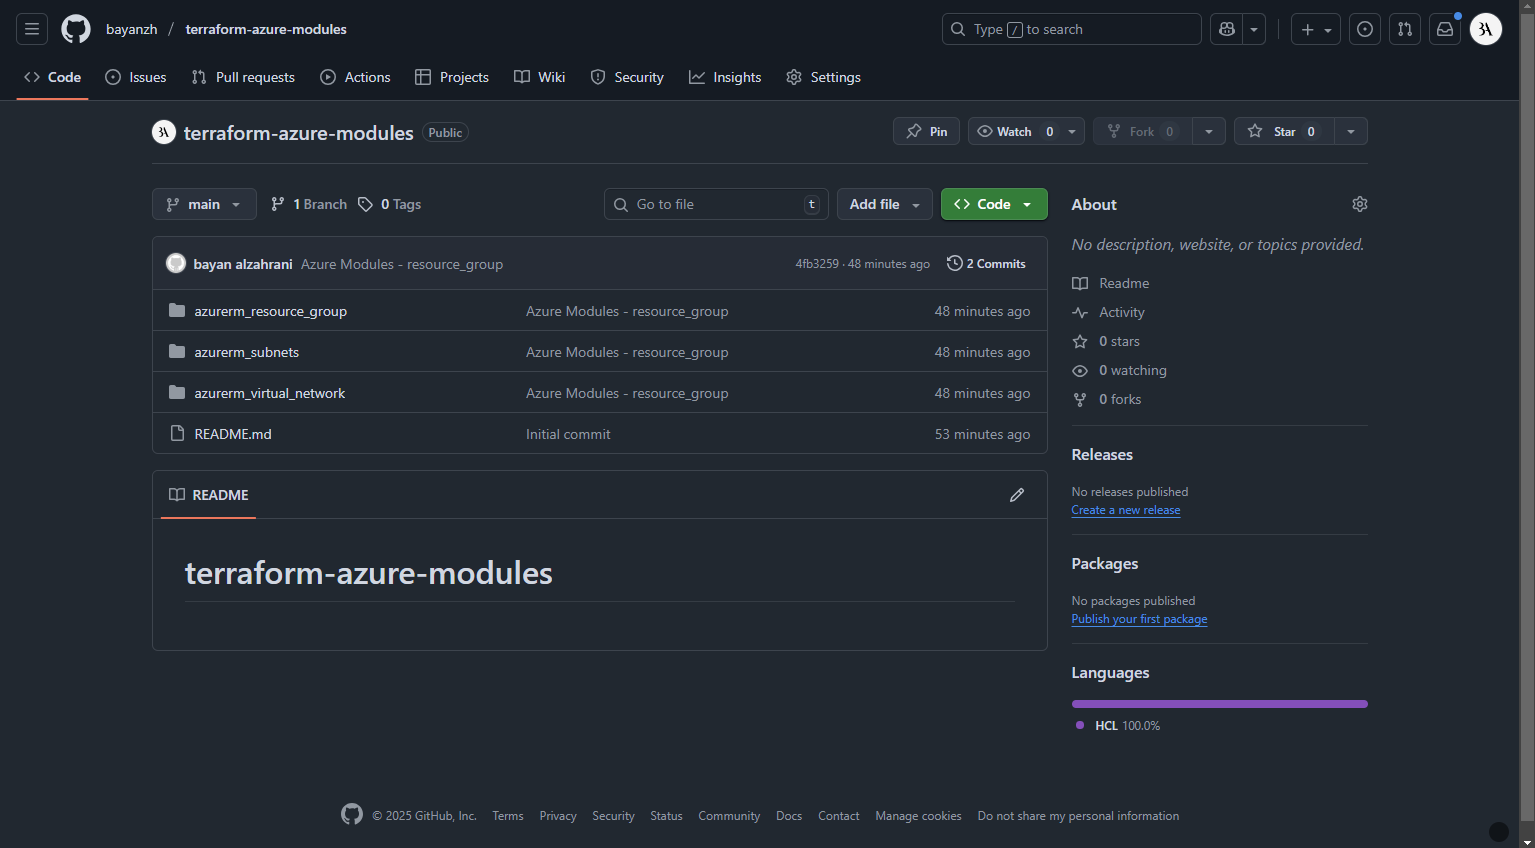 bayanzh / terraform-azure-modules Type / to search
Code Issues Pull requests Actions Projects Wiki Security Insights Settings
terraform-azure-modules Public Pin Watch 0 Fork 0 Star 0
main 1 Branch 0 Tags Go to file t Add file Code
bayan alzahrani Azure Modules - resource_group 4fb3259 · 48 minutes ago 2 Commits
azurerm_resource_group Azure Modules - resource_group 48 minutes ago
azurerm_subnets Azure Modules - resource_group 48 minutes ago
azurerm_virtual_network Azure Modules - resource_group 48 minutes ago
README.md Initial commit 53 minutes ago
README
terraform-azure-modules
About
No description, website, or topics provided.
Readme
Activity
0 stars
0 watching
0 forks
Releases
No releases published
Create a new release
Packages
No packages published
Publish your first package
Languages
HCL 100.0%
© 2025 GitHub, Inc. Terms Privacy Security Status Community Docs Contact Manage cookies Do not share my personal information